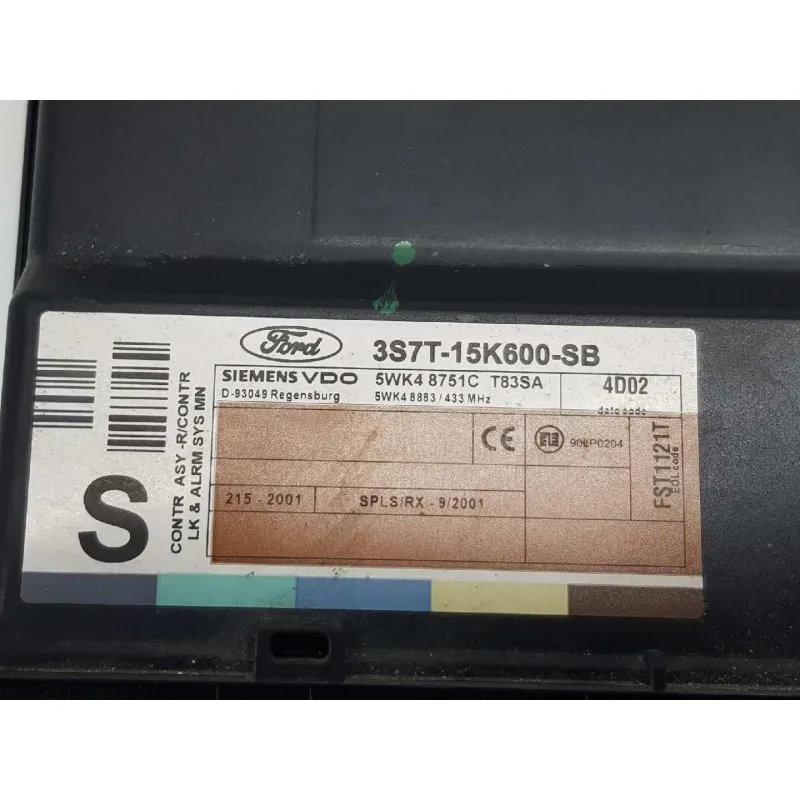 Ford
3S7T-15K600-SB
SIEMENS VDO 5WK4 8751C T83SA 4D02
D-93049 Regensburg 5WK4 8883/433 MHz date code
CE
215 - 2001 SPLS/RX - 9/2001
FST1121T
EOL code
CONTR ASY -R/CONTR
LK & ALRM SYS MN
S